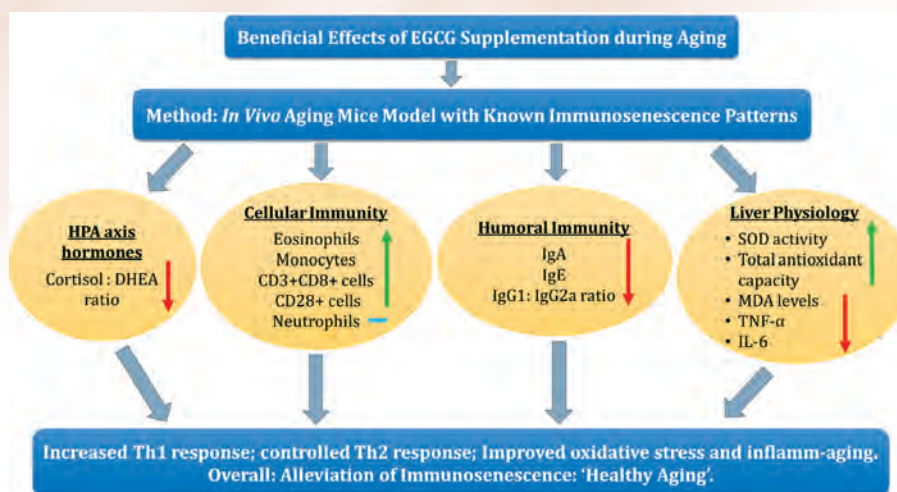 Beneficial Effects of EGCG Supplementation during Aging
Method: In Vivo Aging Mice Model with Known Immunosenescence Patterns
HPA axis
hormones
Cortisol : DHEA
ratio
Cellular Immunity
Eosinophils
Monocytes
CD3+CD8+ cells
CD28+ cells
Neutrophils
Humoral Immunity
IgA
IgE
IgG1: IgG2a ratio
Liver Physiology
• SOD activity
• Total antioxidant
capacity
• MDA levels
• TNF-α
• IL-6
Increased Th1 response; controlled Th2 response; Improved oxidative stress and inflamm-aging.
Overall: Alleviation of Immunosenescence: ‘Healthy Aging’.